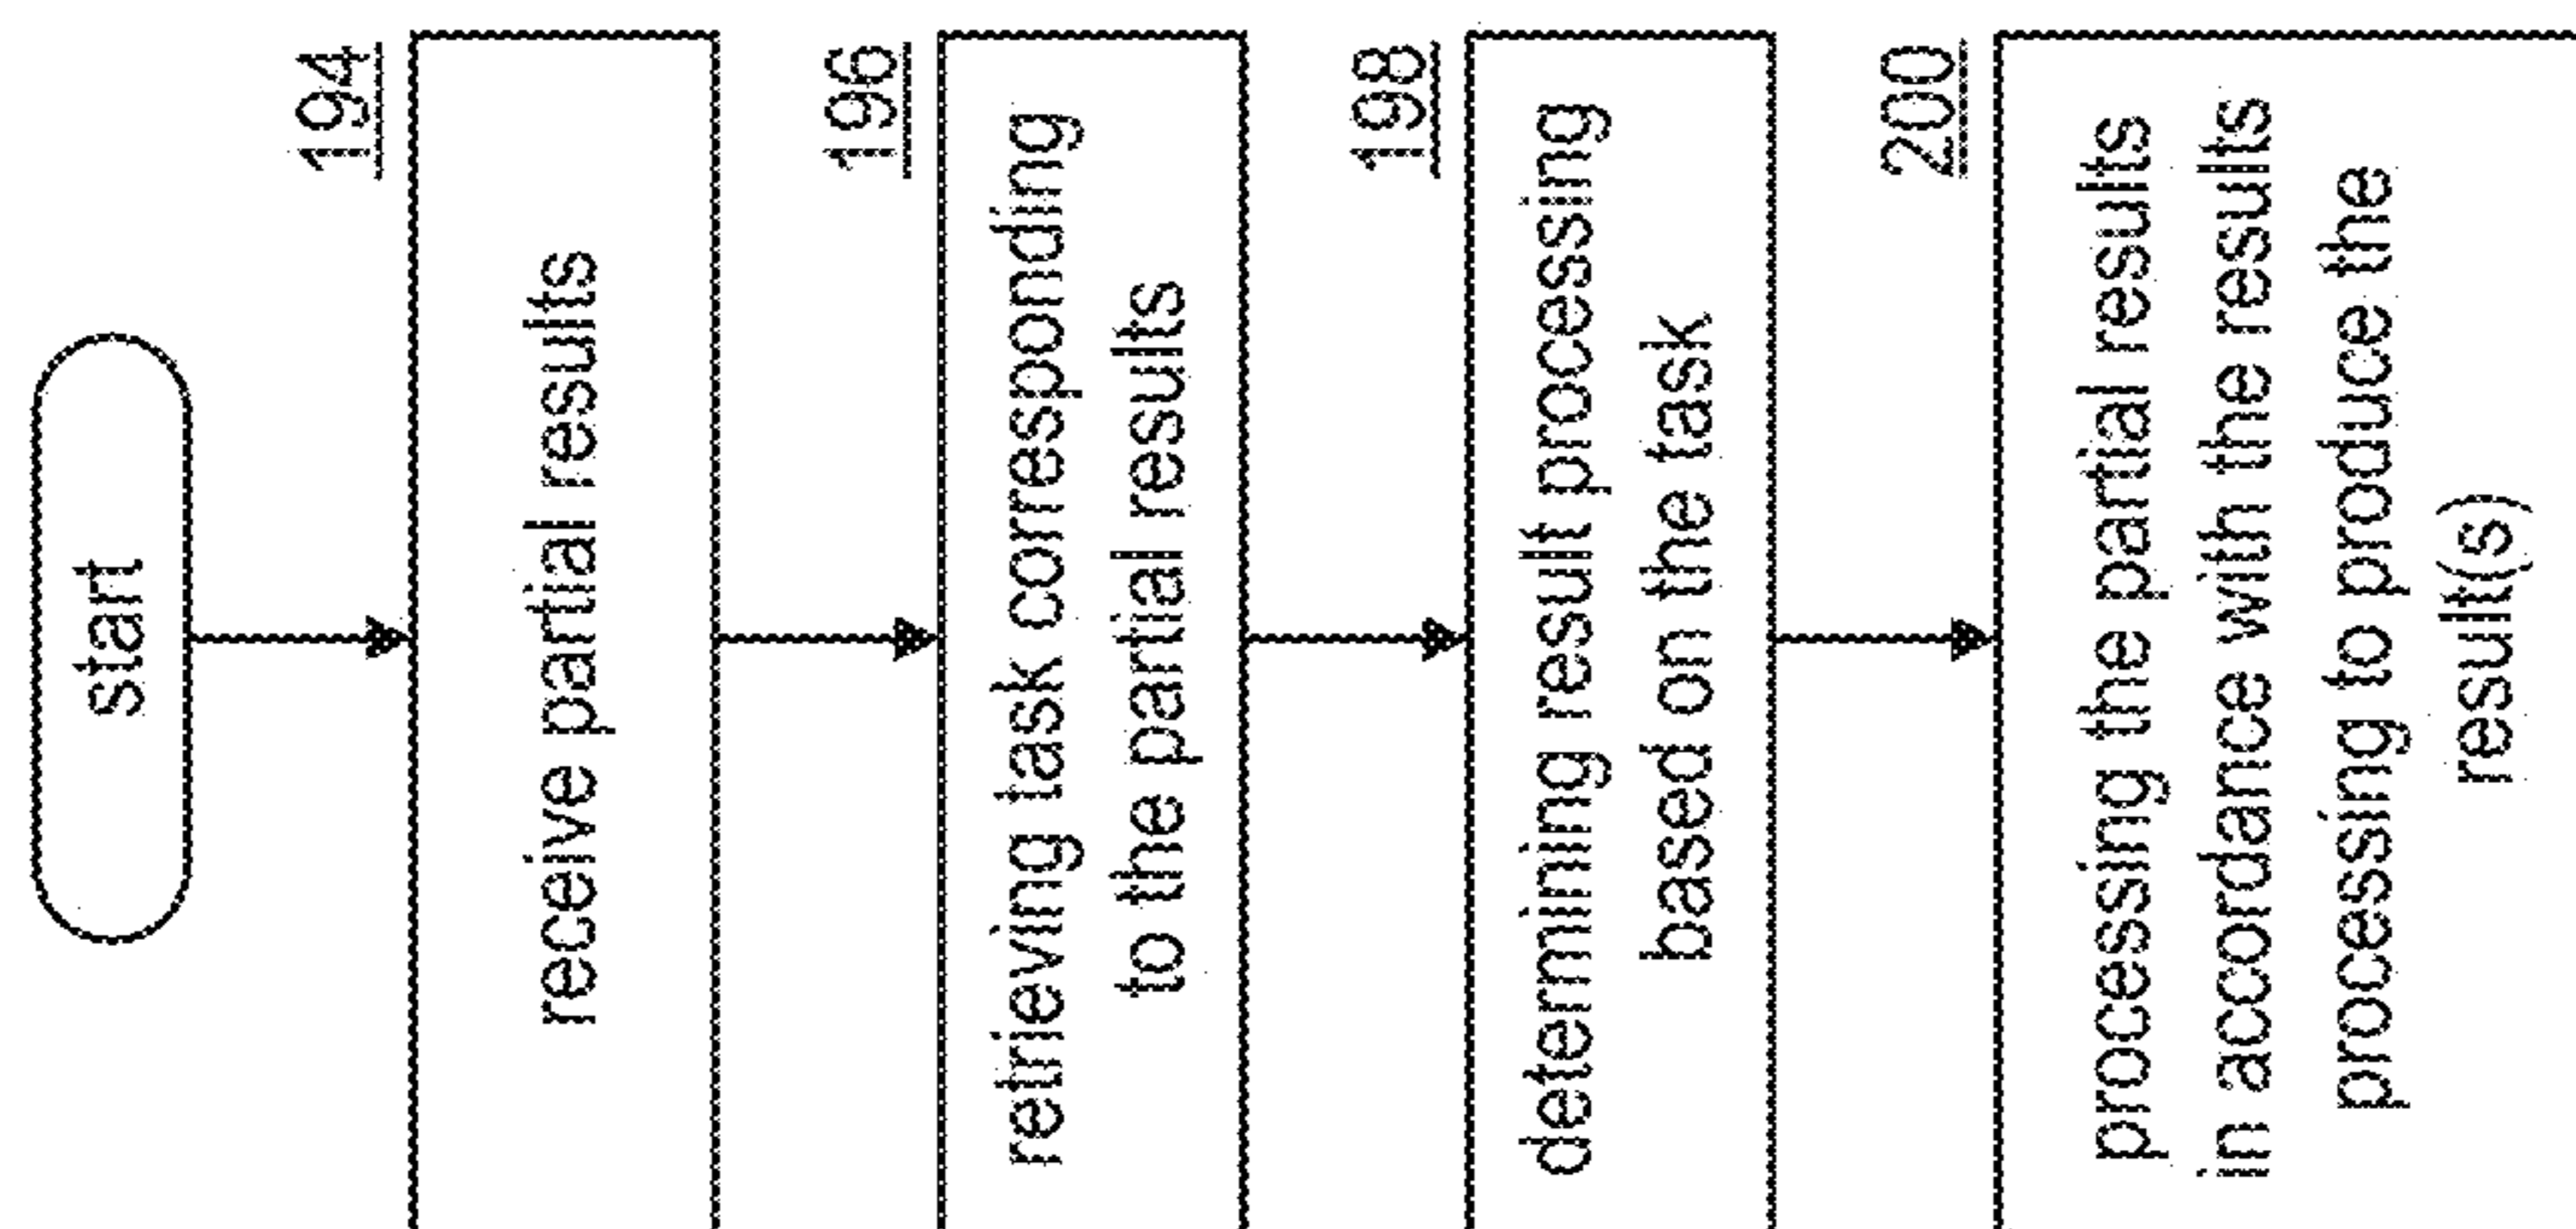 start
194
receive partial results
196
retrieving task corresponding
to the partial results
198
determining result processing
based on the task
200
processing the partial results
in accordance with the results
processing to produce the
result(s)